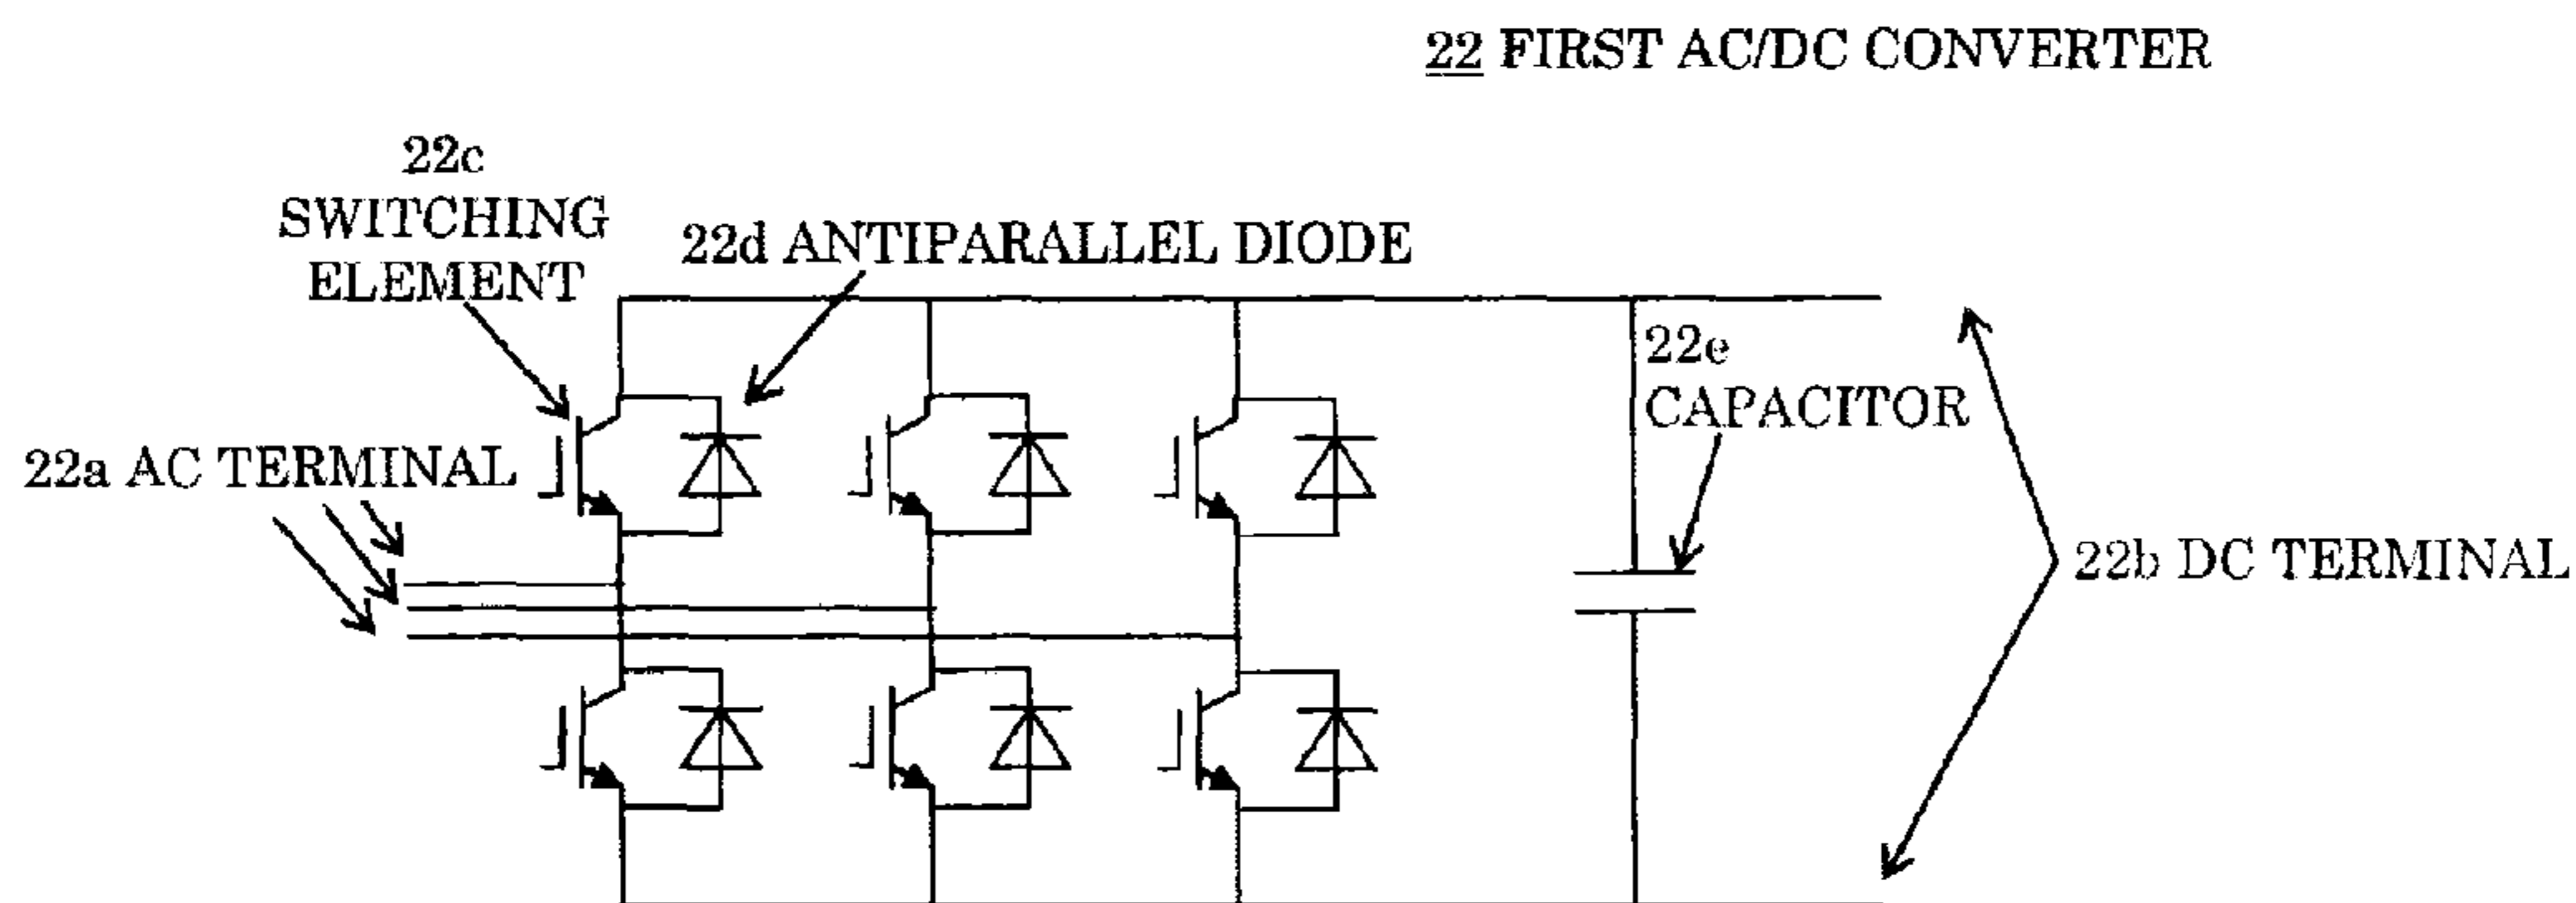 22 FIRST AC/DC CONVERTER
22c
SWITCHING
ELEMENT
22d ANTIPARALLEL DIODE
22e
CAPACITOR
22a AC TERMINAL
22b DC TERMINAL